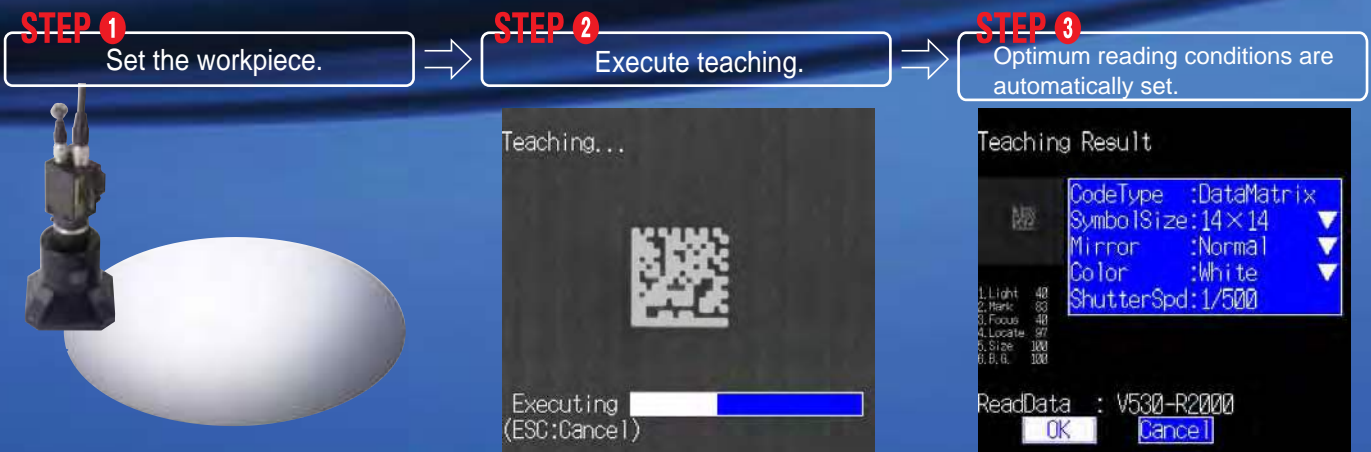 STEP 1
Set the workpiece.
STEP 2
Execute teaching.
STEP 3
Optimum reading conditions are
automatically set.
Teaching...
Executing
(ESC:Cancel)
Teaching Result
CodeType :DataMatrix
SymbolSize:14×14
Mirror :Normal
Color :White
ShutterSpd:1/500
1.Light 40
2.Mark 83
3.Focus 40
4.Locate 97
5.Size 100
6.B.G. 100
ReadData : V530-R2000
OK Cancel